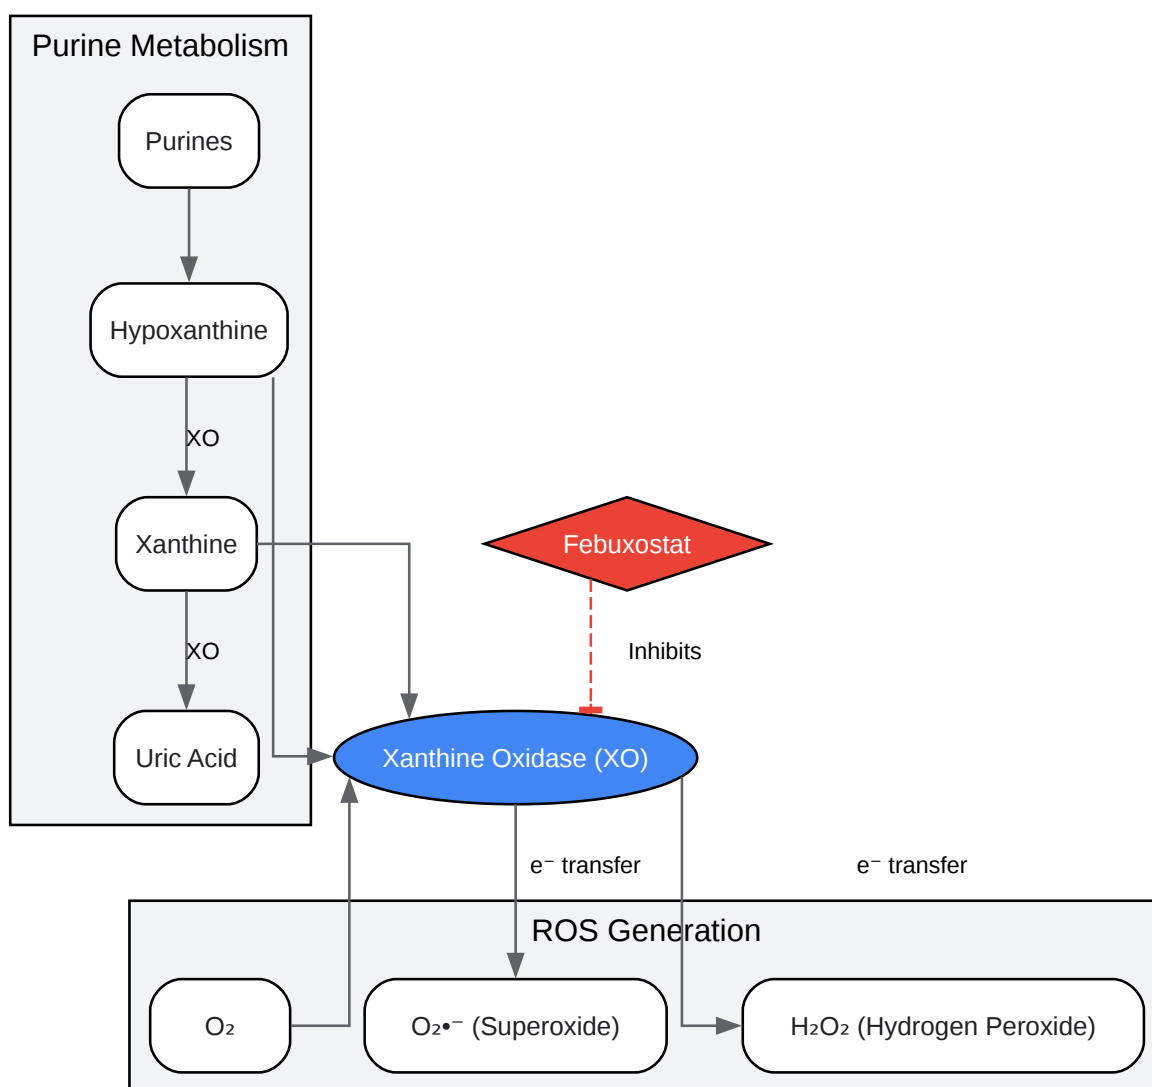 Purine Metabolism
Purines
Hypoxanthine
XO
Xanthine
Febuxostat
XO
Inhibits
Uric Acid
Xanthine Oxidase (XO)
e⁻ transfer
e⁻ transfer
ROS Generation
O₂
O₂•⁻ (Superoxide)
H₂O₂ (Hydrogen Peroxide)